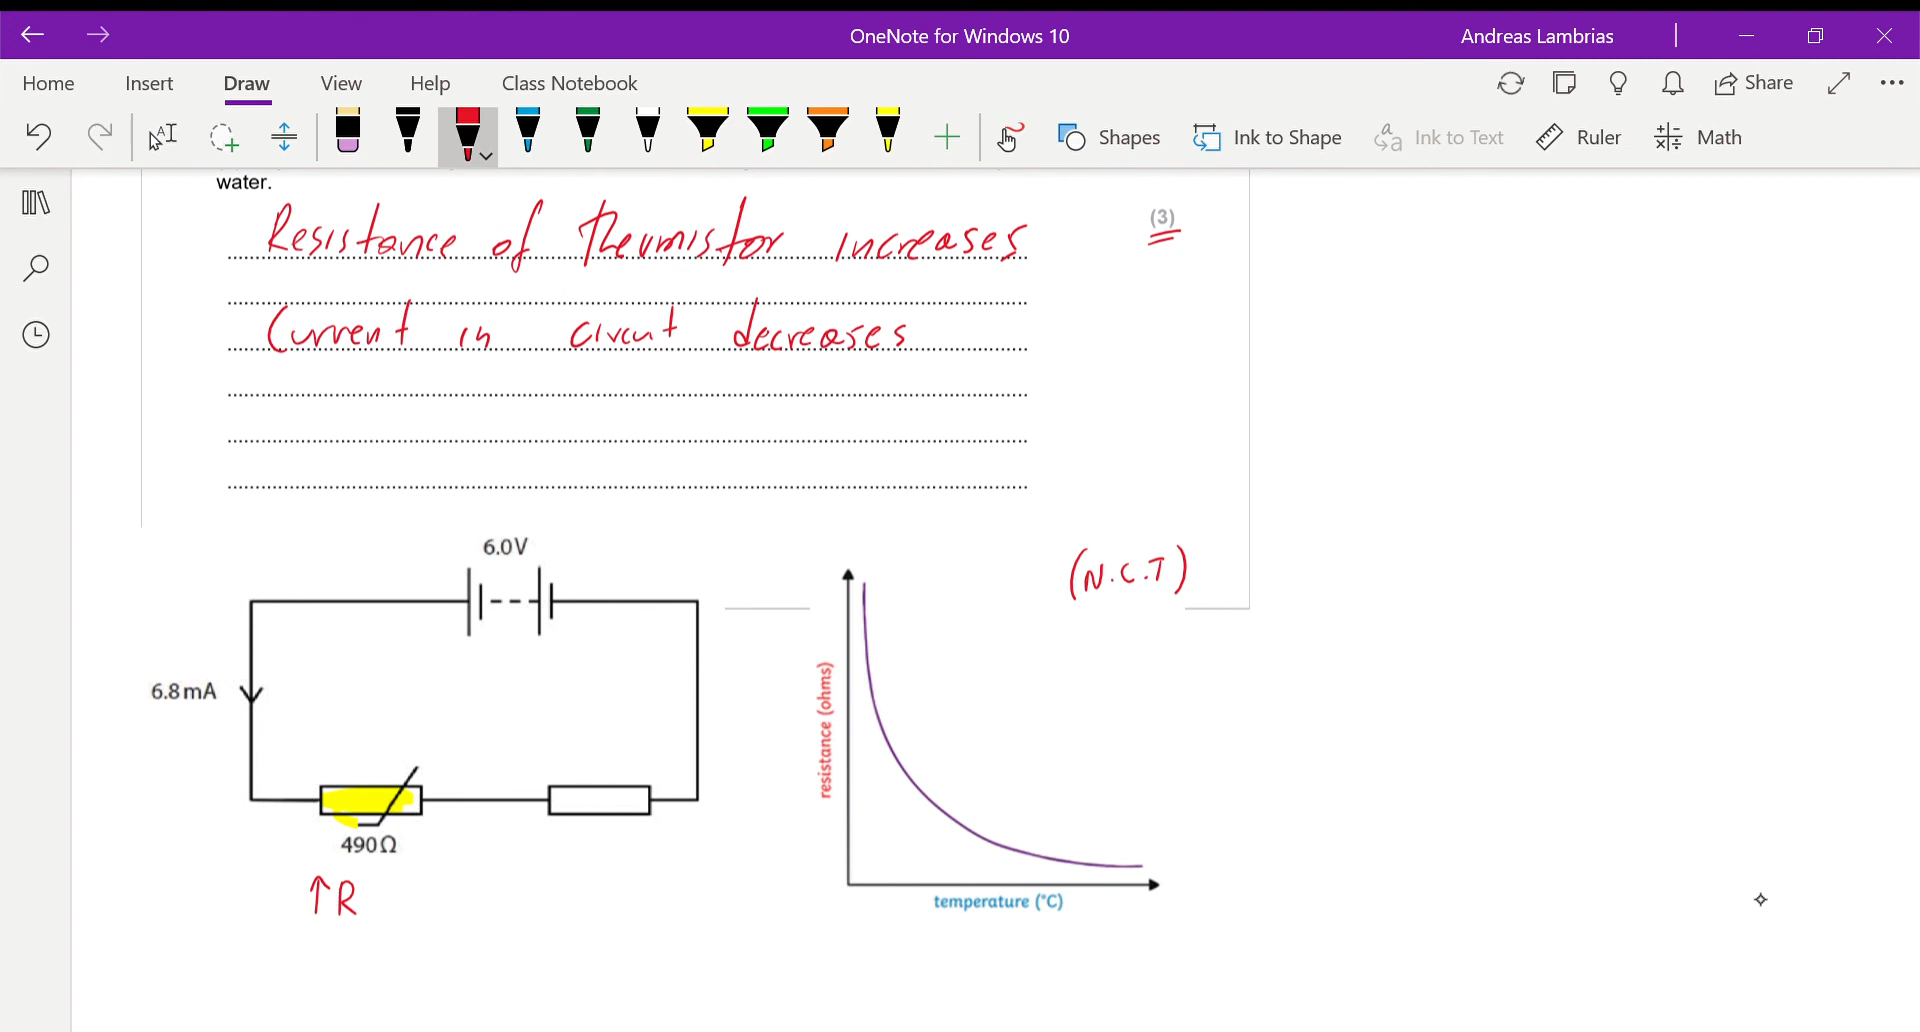 OneNote for Windows 10
Andreas Lambrias
Home Insert Draw View Help Class Notebook
Share
Shapes Ink to Shape Ink to Text Ruler Math
water.
(3)
Resistance of thermistor increases
Current in circuit decreases
6.0V
(N.C.T)
6.8mA
resistance (ohms)
490Ω
↑R
temperature (°C)